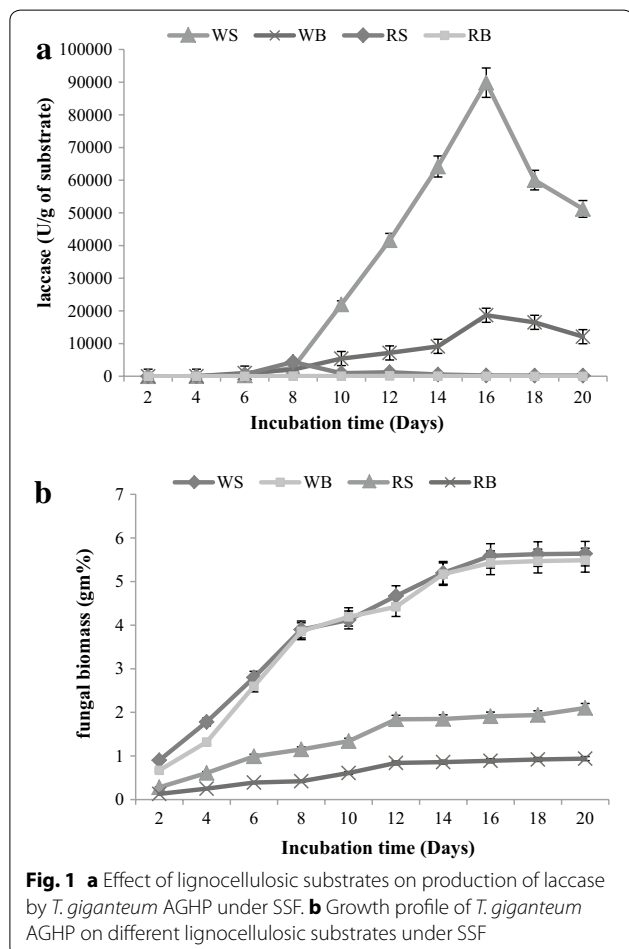 a
WS WB RS RB
100000
90000
80000
70000
60000
50000
40000
30000
20000
10000
0
laccase (U/g of substrate)
2 4 6 8 10 12 14 16 18 20
Incubation time (Days)
b
WS WB RS RB
7
6
5
4
3
2
1
0
fungal biomass (gm%)
2 4 6 8 10 12 14 16 18 20
Incubation time (Days)
Fig. 1 a Effect of lignocellulosic substrates on production of laccase
by T. giganteum AGHP under SSF. b Growth profile of T. giganteum
AGHP on different lignocellulosic substrates under SSF